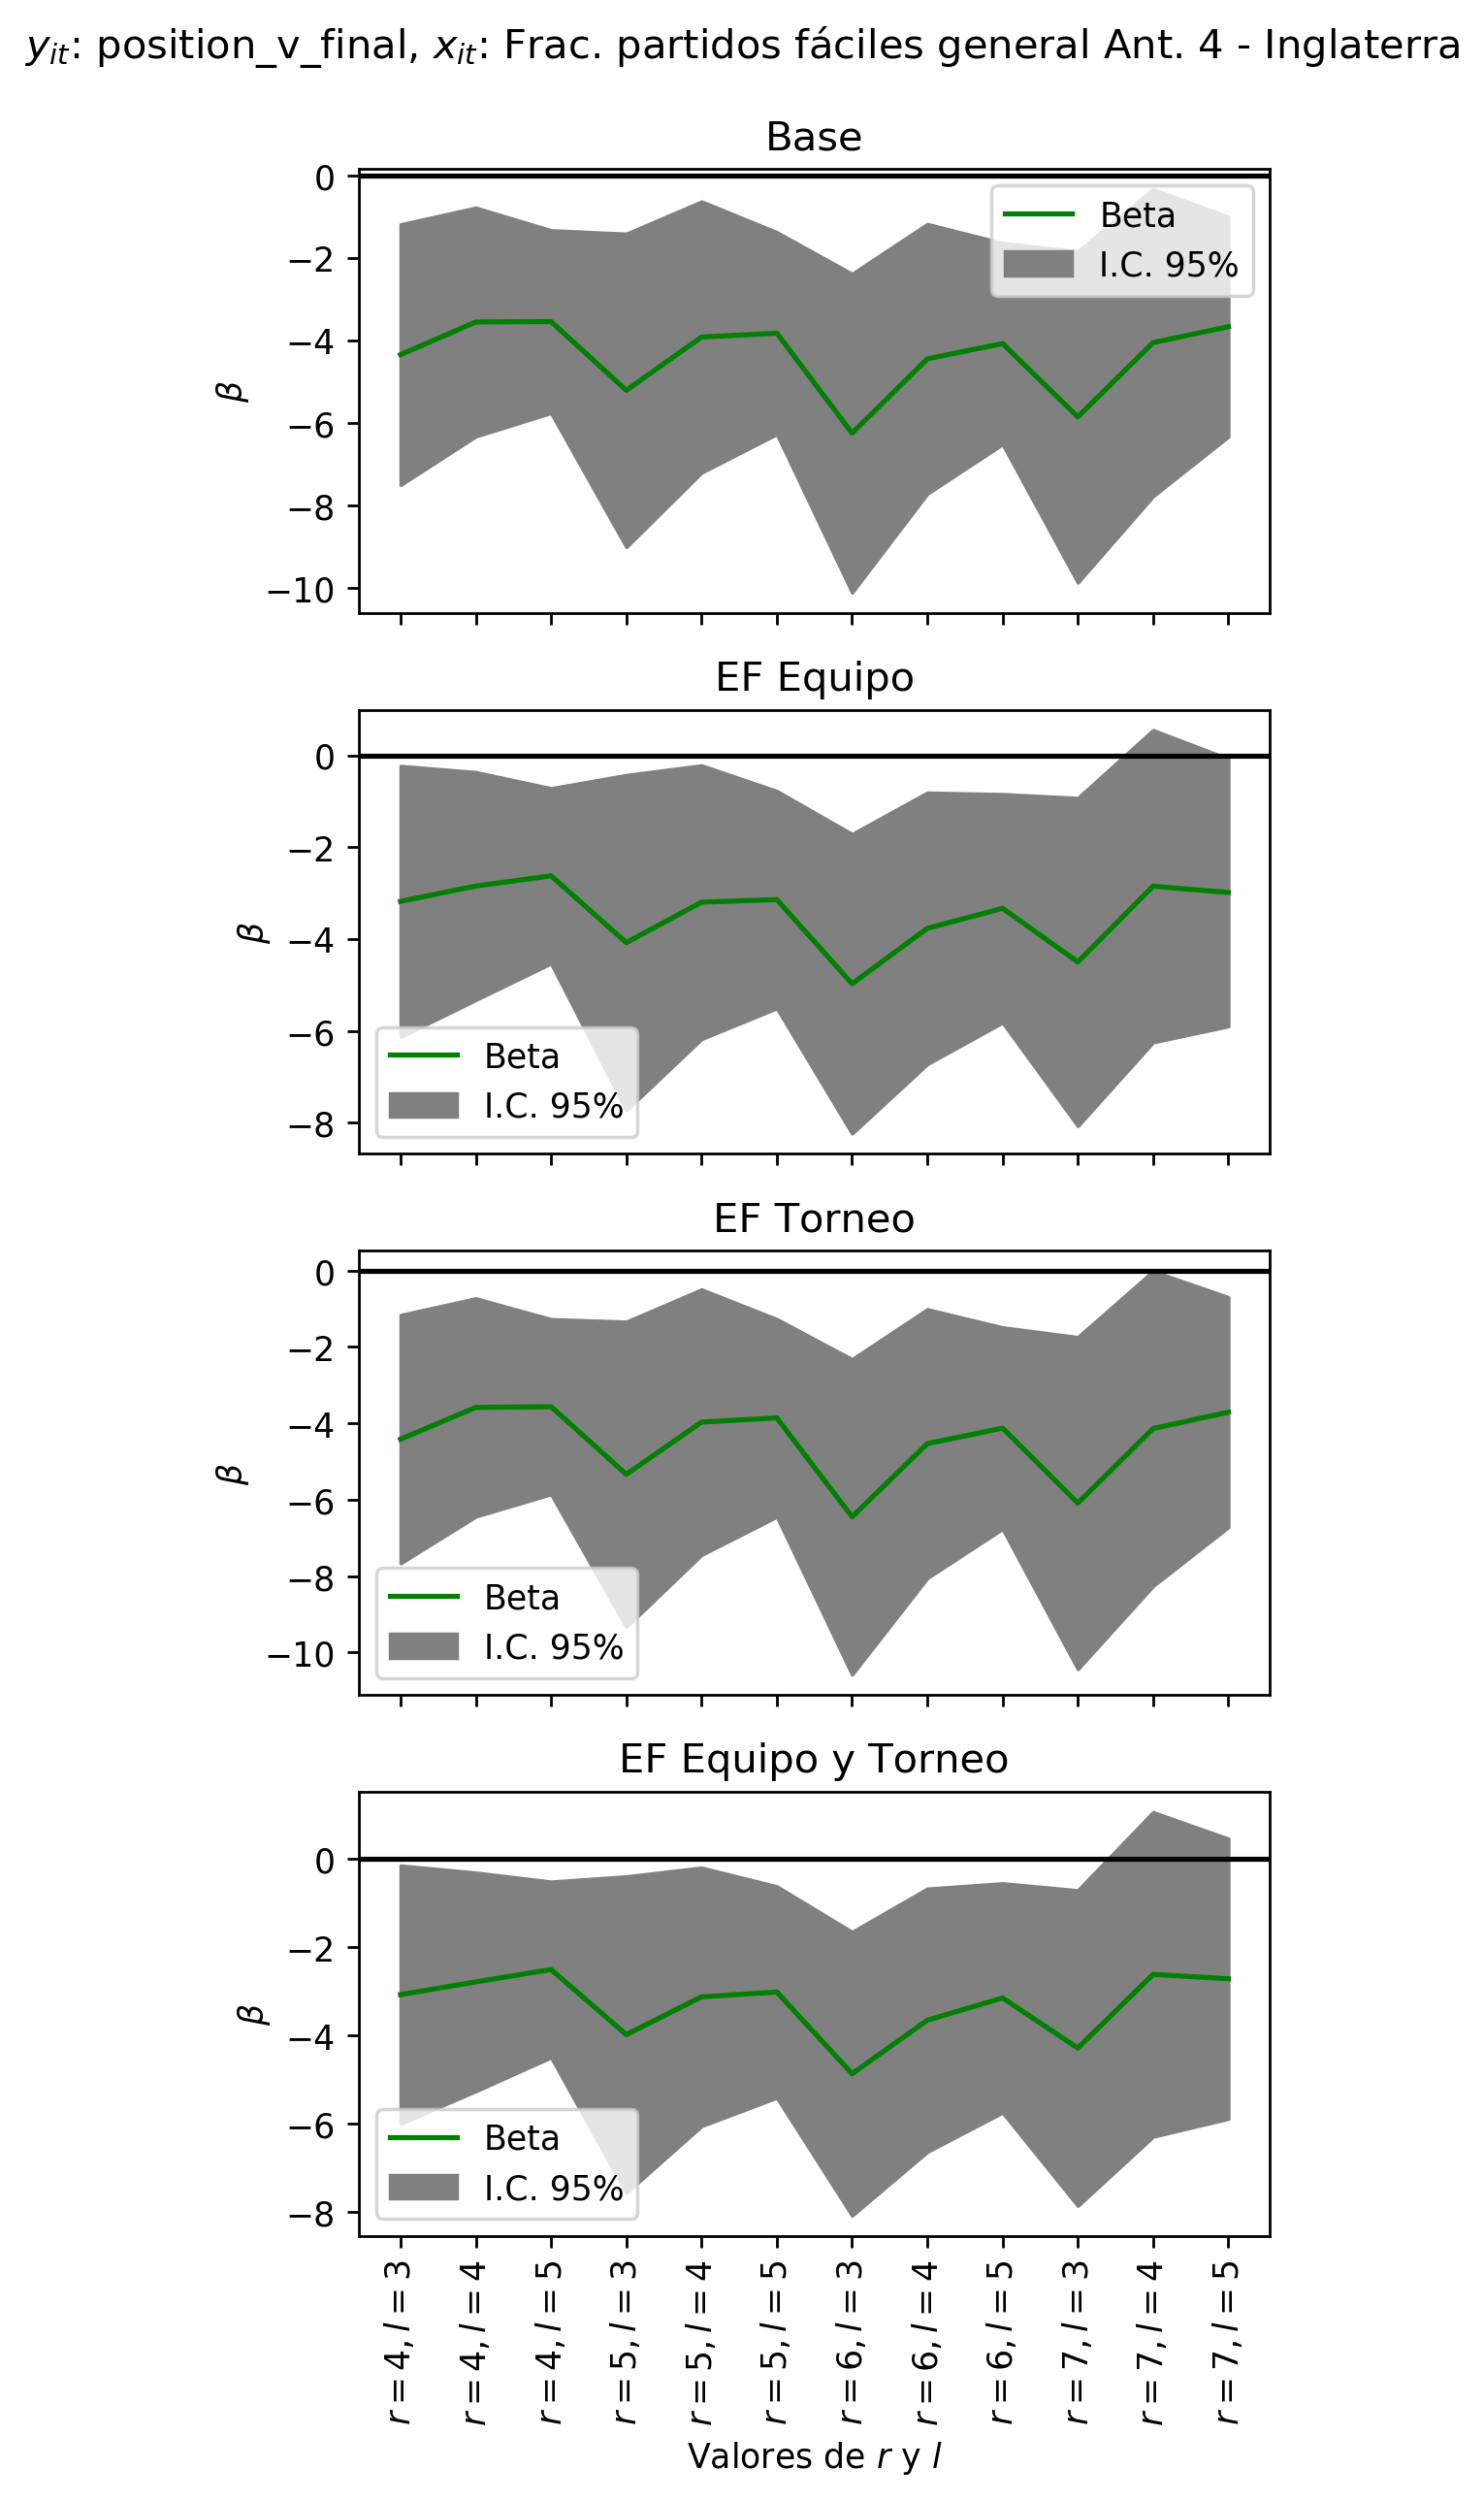 y_it: position_v_final, x_it: Frac. partidos fáciles general Ant. 4 - Inglaterra
Base
0
−2
−4
−6
−8
−10
β
Beta
I.C. 95%
EF Equipo
0
−2
−4
−6
−8
β
Beta
I.C. 95%
EF Torneo
0
−2
−4
−6
−8
−10
β
Beta
I.C. 95%
EF Equipo y Torneo
0
−2
−4
−6
−8
β
Beta
I.C. 95%
r = 4, l = 3
r = 4, l = 4
r = 4, l = 5
r = 5, l = 3
r = 5, l = 4
r = 5, l = 5
r = 6, l = 3
r = 6, l = 4
r = 6, l = 5
r = 7, l = 3
r = 7, l = 4
r = 7, l = 5
Valores de r y l